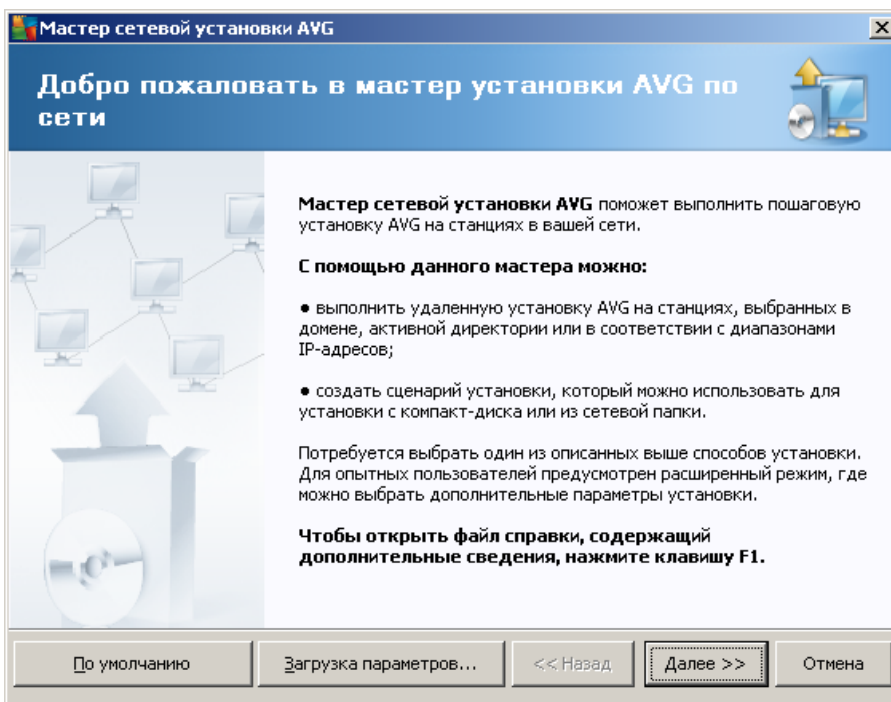 Мастер сетевой установки AVG
Добро пожаловать в мастер установки AVG по
сети
Мастер сетевой установки AVG поможет выполнить пошаговую
установку AVG на станциях в вашей сети.
С помощью данного мастера можно:
● выполнить удаленную установку AVG на станциях, выбранных в
домене, активной директории или в соответствии с диапазонами
IP-адресов;
● создать сценарий установки, который можно использовать для
установки с компакт-диска или из сетевой папки.
Потребуется выбрать один из описанных выше способов установки.
Для опытных пользователей предусмотрен расширенный режим, где
можно выбрать дополнительные параметры установки.
Чтобы открыть файл справки, содержащий
дополнительные сведения, нажмите клавишу F1.
По умолчанию
Загрузка параметров...
<< Назад
Далее >>
Отмена